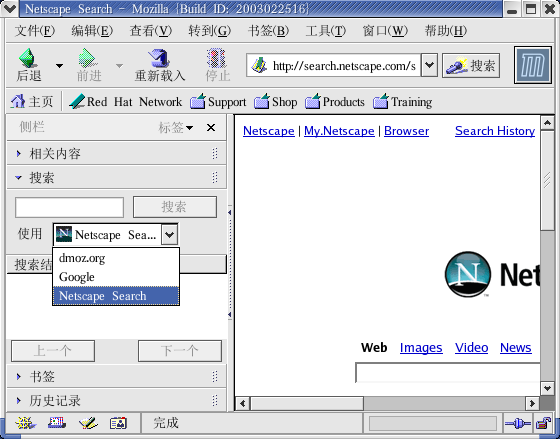 Netscape Search - Mozilla {Build ID: 2003022516}
文件(F) 编辑(E) 查看(V) 转到(G) 书签(B) 工具(T) 窗口(W) 帮助(H)
后退 前进 重新载入 停止 http://search.netscape.com/s 搜索
主页 Red Hat Network Support Shop Products Training
侧栏 标签
Netscape | My.Netscape | Browser Search History
相关内容
搜索
搜索
使用 Netscape Sea...
dmoz.org
搜索结
Google
Netscape Search
N Net
上一个 下一个
Web Images Video News
书签
历史记录
完成